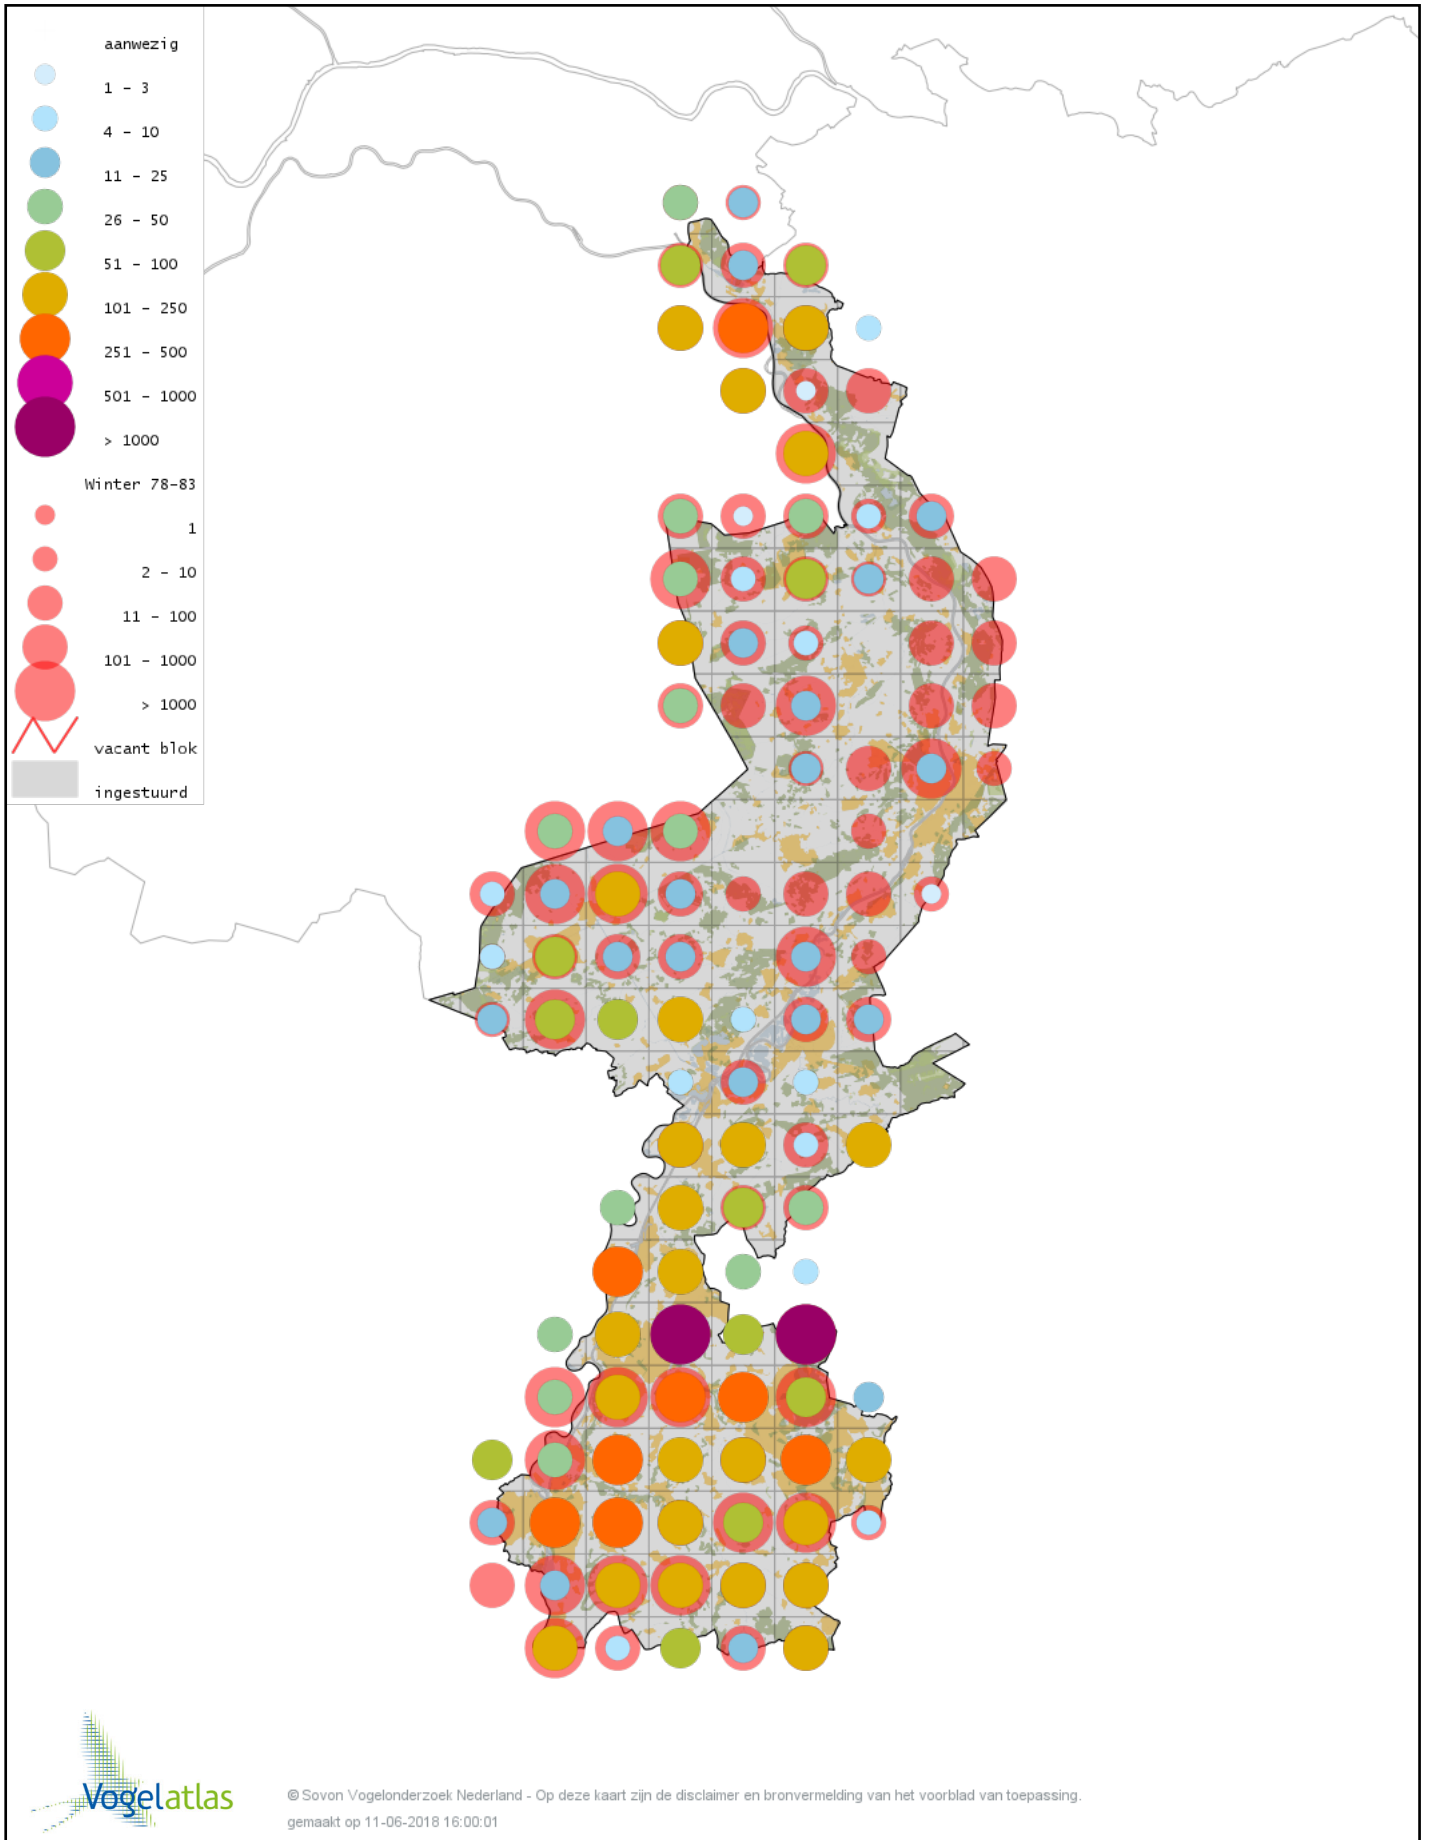 aanwezig
1 - 3
4 - 10
11 - 25
26 - 50
51 - 100
101 - 250
251 - 500
501 - 1000
> 1000
Winter 78-83
1
2 - 10
11 - 100
101 - 1000
> 1000
vacant blok
ingestuurd
Vogelatlas
© Sovon Vogelonderzoek Nederland - Op deze kaart zijn de disclaimer en bronvermelding van het voorblad van toepassing.
gemaakt op 11-06-2018 16:00:01